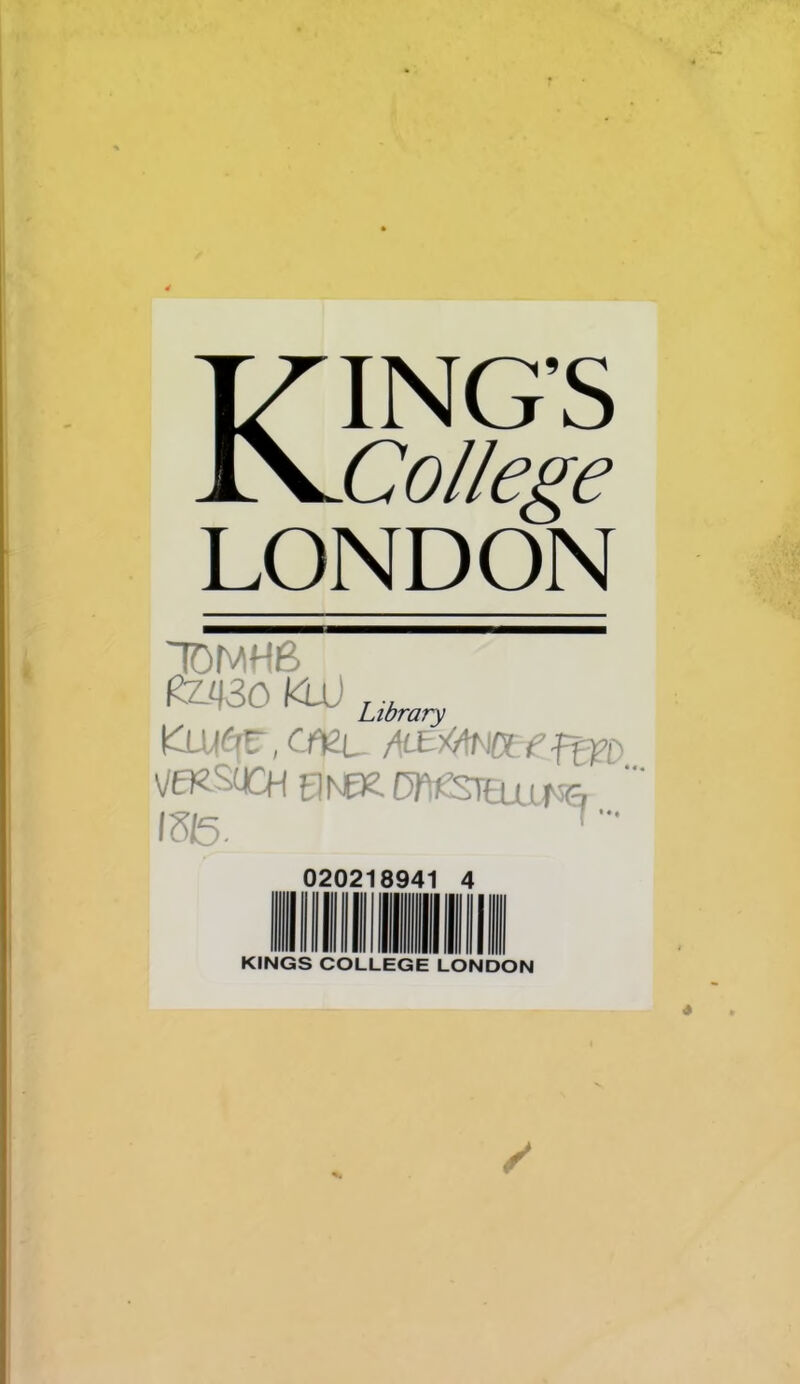 KING'S
College
LONDON
TOMHB
RZ430 KLU
Library
KLUGE, CARL ALEXANDER FERD...
VERSUCH EINER DARSTELLUNG ...
1815.
020218941 4
KINGS COLLEGE LONDON